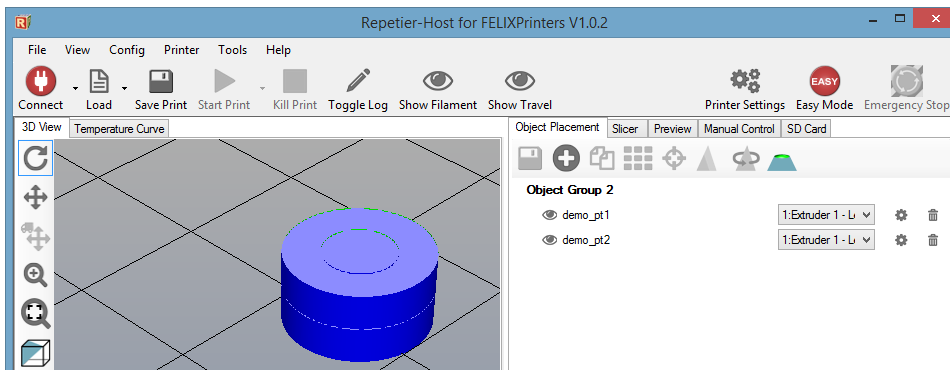 Repetier-Host for FELIXPrinters V1.0.2
File View Config Printer Tools Help
Connect Load Save Print Start Print Kill Print Toggle Log Show Filament Show Travel Printer Settings EASY Easy Mode Emergency Stop
3D View Temperature Curve Object Placement Slicer Preview Manual Control SD Card
Object Group 2
demo_pt1 1:Extruder 1 - L
demo_pt2 1:Extruder 1 - L